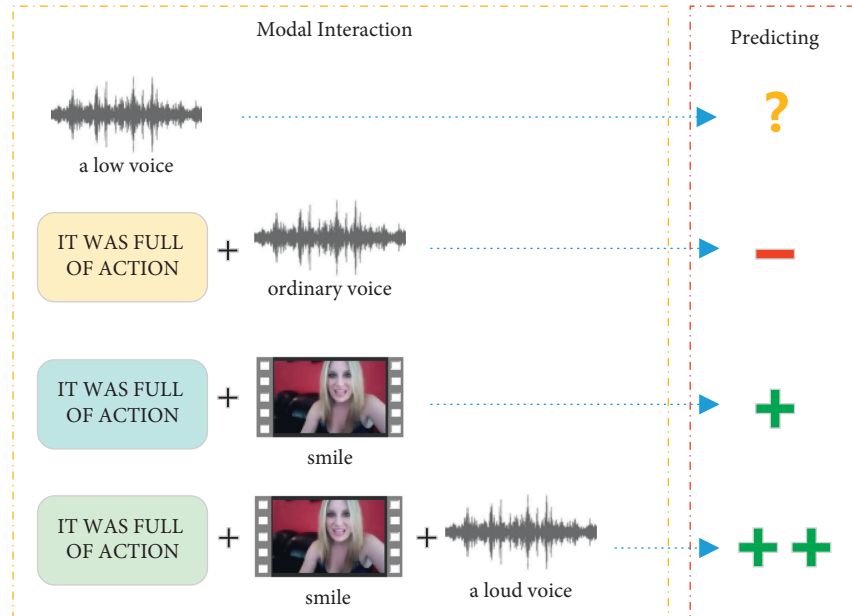 Modal Interaction
Predicting
?
a low voice
IT WAS FULL
OF ACTION
+
ordinary voice
−
IT WAS FULL
OF ACTION
+
smile
+
IT WAS FULL
OF ACTION
+
smile
+
a loud voice
++